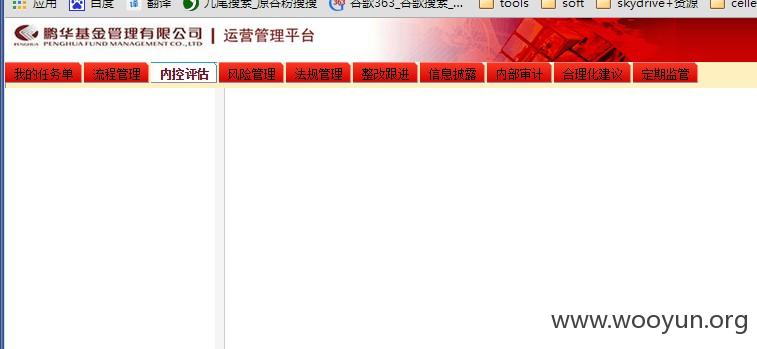 应用 百度 翻译 九尾搜索_原谷粉搜搜 谷歌363_谷歌搜索_... tools soft skydrive+资源 celle
鹏华基金管理有限公司 运营管理平台
PENGHUA PENGHUA FUND MANAGEMENT CO., LTD
我的任务单 流程管理 内控评估 风险管理 法规管理 整改跟进 信息披露 内部审计 合理化建议 定期监管
www.wooyun.org